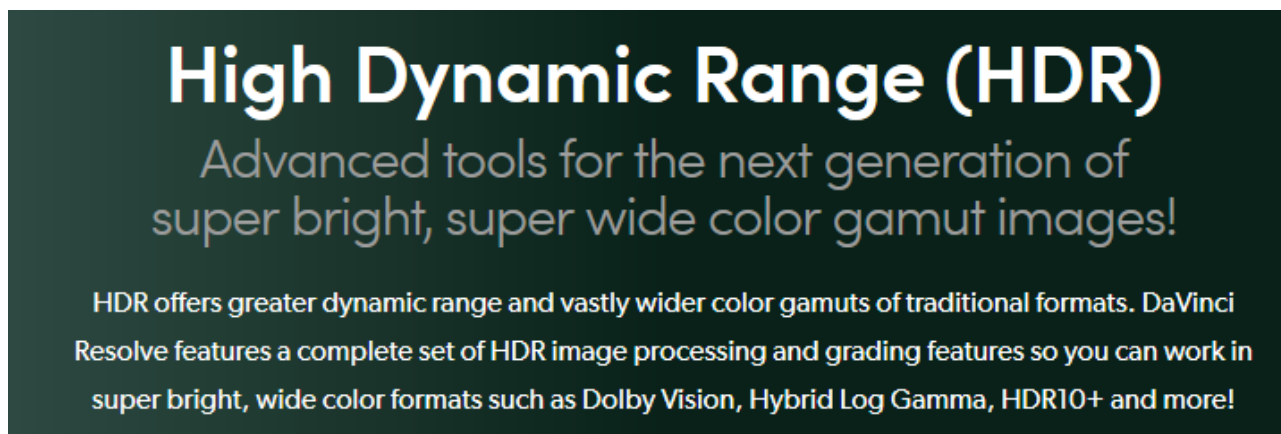 High Dynamic Range (HDR)
Advanced tools for the next generation of
super bright, super wide color gamut images!
HDR offers greater dynamic range and vastly wider color gamuts of traditional formats. DaVinci
Resolve features a complete set of HDR image processing and grading features so you can work in
super bright, wide color formats such as Dolby Vision, Hybrid Log Gamma, HDR10+ and more!